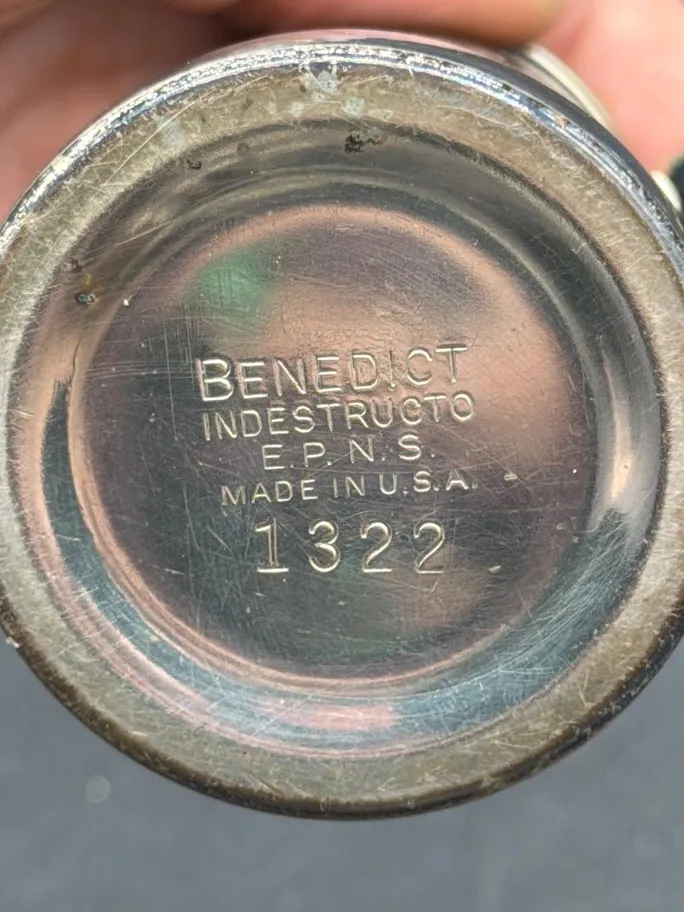 BENEDICT
INDESTRUCTO
E.P.N.S.
MADE IN U.S.A.
1322